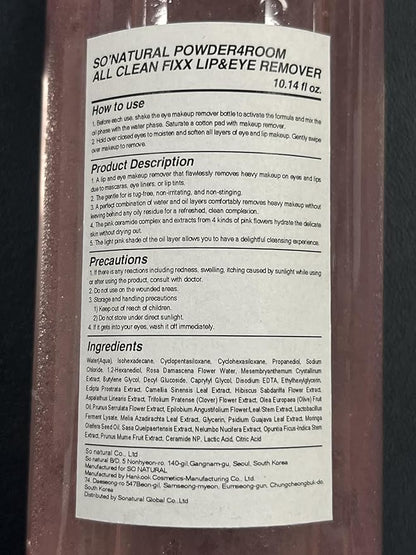 SO'NATURAL POWDER4ROOM
ALL CLEAN FIXX LIP&EYE REMOVER
10.14 fl oz.
How to use
1. Before each use, shake the eye makeup remover bottle to activate the formula and mix the
oil phase with the water phase. Saturate a cotton pad with makeup remover.
2. Hold over closed eyes to moisten and soften all layers of eye and lip makeup. Gently swipe
over makeup to remove.
Product Description
1. A lip and eye makeup remover that flawlessly removes heavy makeup on eyes and lips
due to mascaras, eye liners, or lip tints.
2. The gentle for is tug-free, non-irritating, and non-stinging.
3. A perfect combination of water and oil layers comfortably removes heavy makeup without
leaving behind any oily residue for a refreshed, clean complexion.
4. The pink ceramide complex and extracts from 4 kinds of pink flowers hydrate the delicate
skin without drying out.
5. The light pink shade of the oil layer allows you to have a delightful cleansing experience.
Precautions
1. If there is any reactions including redness, swelling, itching caused by sunlight while using
or after using the product, consult with doctor.
2. Do not use on the wounded areas.
3. Storage and handling precautions
1) Keep out of reach of children.
2) Do not store under direct sunlight.
4. If it gets into your eyes, wash it off immediately.
Ingredients
Water(Aqua), Isohexadecane, Cyclopentasiloxane, Cyclohexasiloxane, Propanediol, Sodium
Chloride, 1,2-Hexanediol, Rosa Damascena Flower Water, Mesembryanthemum Crystallinum
Extract, Butylene Glycol, Decyl Glucoside, Caprylyl Glycol, Disodium EDTA, Ethylhexylglycerin,
Eclipta Prostrata Extract, Camellia Sinensis Leaf Extract, Hibiscus Sabdariffa Flower Extract,
Aspalathus Linearis Extract, Trifolium Pratense (Clover) Flower Extract, Olea Europaea (Olive) Fruit
Oil, Prunus Serrulata Flower Extract, Epilobium Angustifolium Flower/Leaf/Stem Extract, Lactobacillus
Ferment Lysate, Melia Azadirachta Leaf Extract, Glycerin, Psidium Guajava Leaf Extract, Moringa
Oleifera Seed Oil, Sasa Quelpaertensis Extract, Nelumbo Nucifera Extract, Opuntia Ficus-Indica Stem
Extract, Prunus Mume Fruit Extract, Ceramide NP, Lactic Acid, Citric Acid
So natural Co., Ltd
So natural B/D, 5 Nonhyeon-ro, 140-gil, Gangnam-gu, Seoul, South Korea
Manufactured for SO NATURAL
Manufactured by Hankook Cosmetics Manufacturing Co., Ltd.
74, Daeseong-ro 547Beon-gil, Samseong-myeon, Eumseong-gun, Chungcheongbuk-do,
South Korea
Distributed by Sonatural Global Co., Ltd